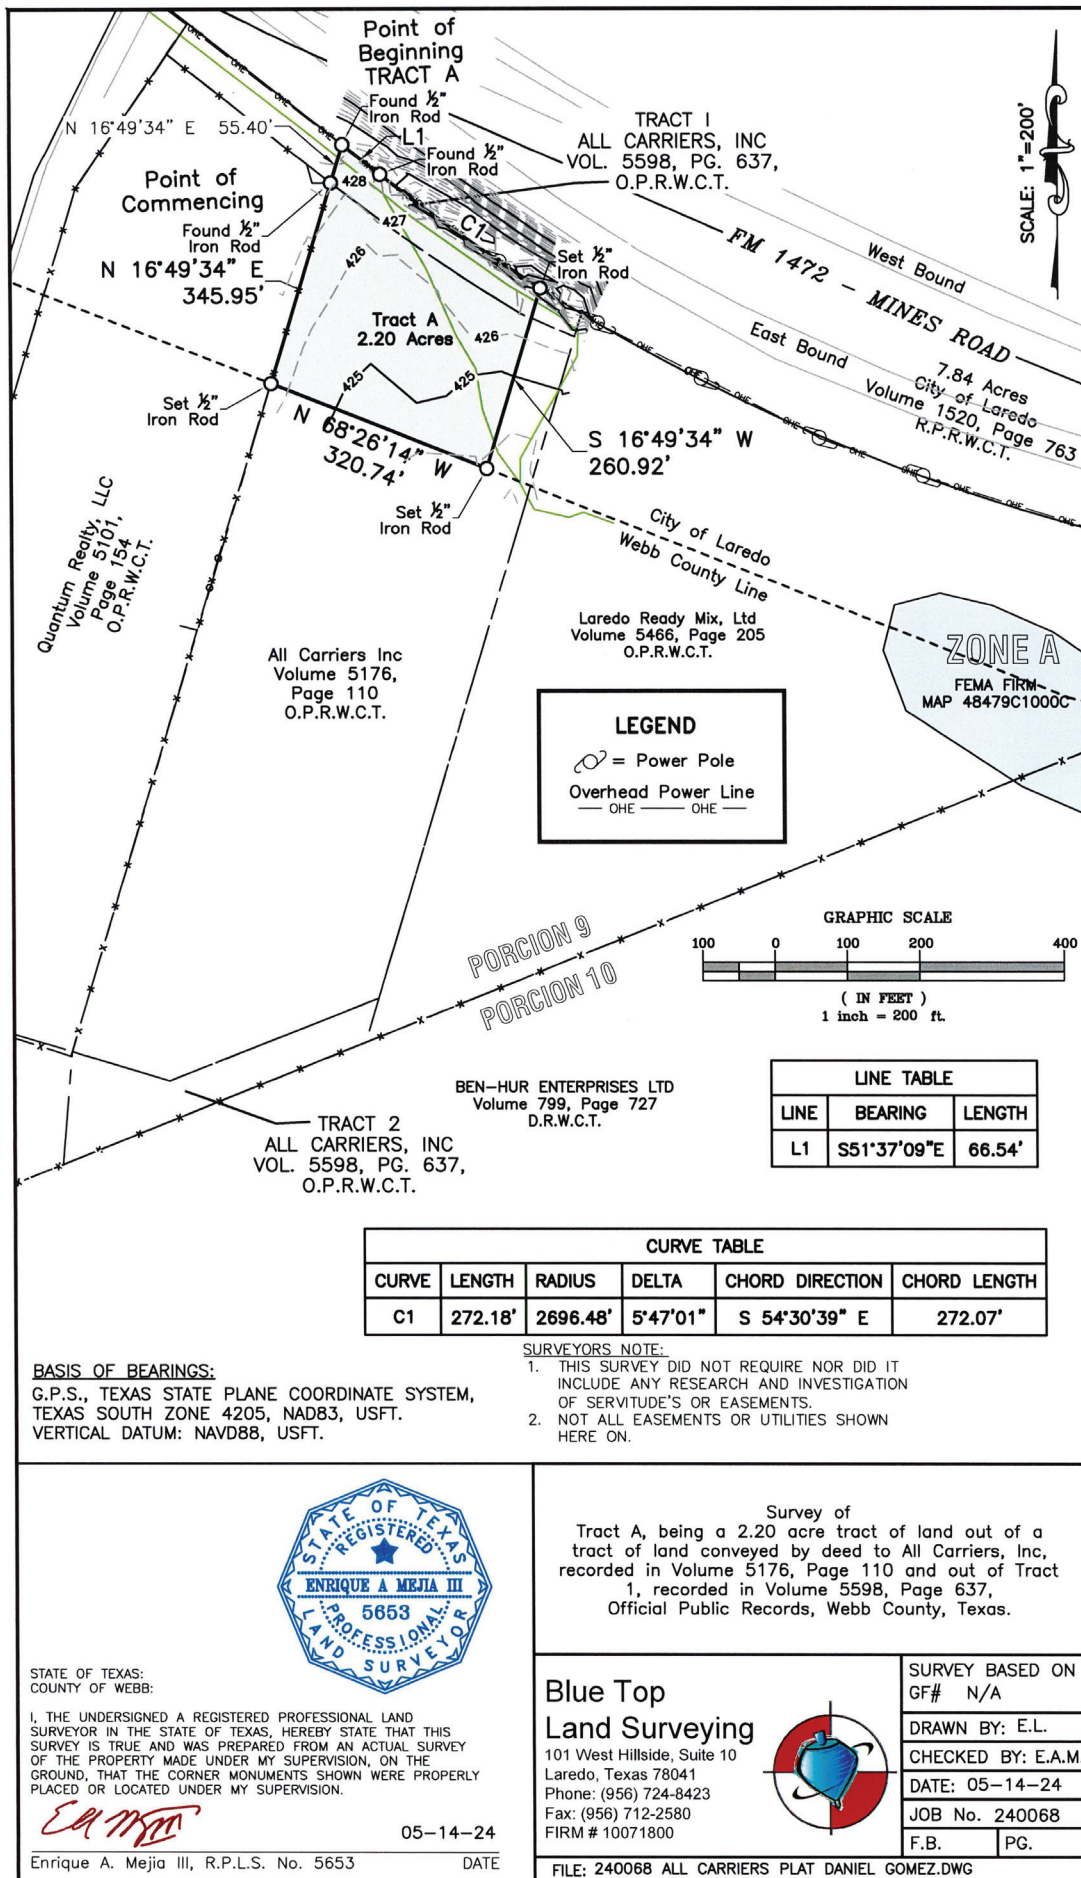 Point of
Beginning
TRACT A
Found ½"
Iron Rod
N 16°49'34" E 55.40'
L1
Found ½"
Iron Rod
TRACT I
ALL CARRIERS, INC
VOL. 5598, PG. 637,
O.P.R.W.C.T.
SCALE: 1"=200'
Point of
Commencing
428
427
C1
Found ½"
Iron Rod
Set ½"
Iron Rod
West Bound
FM 1472 - MINES ROAD
East Bound
N 16°49'34" E
345.95'
426
Tract A
2.20 Acres
426
425
425
7.84 Acres
City of Laredo
Volume 1520, Page 763
R.P.R.W.C.T.
Set ½"
Iron Rod
N 68°26'14" W
320.74'
S 16°49'34" W
260.92'
Set ½"
Iron Rod
OHE
OHE
OHE
OHE
OHE
OHE
OHE
OHE
OHE
OHE
OHE
OHE
City of Laredo
Webb County Line
Quantum Realty, LLC
Volume 5101,
Page 154
O.P.R.W.C.T.
All Carriers Inc
Volume 5176,
Page 110
O.P.R.W.C.T.
Laredo Ready Mix, Ltd
Volume 5466, Page 205
O.P.R.W.C.T.
ZONE A
FEMA FIRM
MAP 48479C1000C
LEGEND
= Power Pole
Overhead Power Line
OHE OHE
PORCION 9
PORCION 10
GRAPHIC SCALE
100 0 100 200 400
( IN FEET )
1 inch = 200 ft.
BEN-HUR ENTERPRISES LTD
Volume 799, Page 727
D.R.W.C.T.
TRACT 2
ALL CARRIERS, INC
VOL. 5598, PG. 637,
O.P.R.W.C.T.
LINE TABLE
LINE BEARING LENGTH
L1 S51°37'09"E 66.54'
CURVE TABLE
CURVE LENGTH RADIUS DELTA CHORD DIRECTION CHORD LENGTH
C1 272.18' 2696.48' 5°47'01" S 54°30'39" E 272.07'
BASIS OF BEARINGS:
G.P.S., TEXAS STATE PLANE COORDINATE SYSTEM,
TEXAS SOUTH ZONE 4205, NAD83, USFT.
VERTICAL DATUM: NAVD88, USFT.
SURVEYORS NOTE:
1. THIS SURVEY DID NOT REQUIRE NOR DID IT
INCLUDE ANY RESEARCH AND INVESTIGATION
OF SERVITUDE'S OR EASEMENTS.
2. NOT ALL EASEMENTS OR UTILITIES SHOWN
HERE ON.
STATE OF TEXAS
REGISTERED
ENRIQUE A MEJIA III
5653
PROFESSIONAL
LAND SURVEYOR
STATE OF TEXAS:
COUNTY OF WEBB:
I, THE UNDERSIGNED A REGISTERED PROFESSIONAL LAND
SURVEYOR IN THE STATE OF TEXAS, HEREBY STATE THAT THIS
SURVEY IS TRUE AND WAS PREPARED FROM AN ACTUAL SURVEY
OF THE PROPERTY MADE UNDER MY SUPERVISION, ON THE
GROUND, THAT THE CORNER MONUMENTS SHOWN WERE PROPERLY
PLACED OR LOCATED UNDER MY SUPERVISION.
05-14-24
Enrique A. Mejia III, R.P.L.S. No. 5653 DATE
Survey of
Tract A, being a 2.20 acre tract of land out of a
tract of land conveyed by deed to All Carriers, Inc,
recorded in Volume 5176, Page 110 and out of Tract
1, recorded in Volume 5598, Page 637,
Official Public Records, Webb County, Texas.
Blue Top
Land Surveying
101 West Hillside, Suite 10
Laredo, Texas 78041
Phone: (956) 724-8423
Fax: (956) 712-2580
FIRM # 10071800
SURVEY BASED ON
GF# N/A
DRAWN BY: E.L.
CHECKED BY: E.A.M.
DATE: 05-14-24
JOB No. 240068
F.B. PG.
FILE: 240068 ALL CARRIERS PLAT DANIEL GOMEZ.DWG